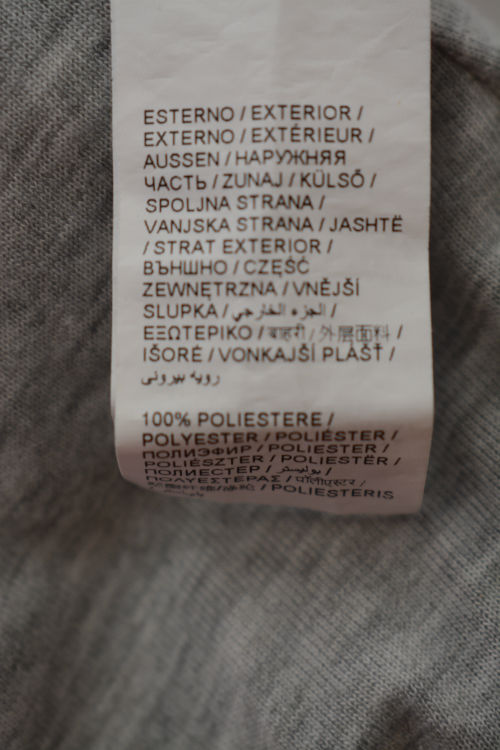 ESTERNO / EXTERIOR /
EXTERNO / EXTÉRIEUR /
AUSSEN / НАРУЖНЯЯ
ЧАСТЬ / ZUNAJ / KÜLSŐ /
SPOLJNA STRANA /
VANJSKA STRANA / JASHTË
/ STRAT EXTERIOR /
ВЪНШНО / CZĘŚĆ
ZEWNĘTRZNA / VNĚJŠÍ
SLUPKA / الجزء الخارجي /
ΕΞΩΤΕΡΙΚΟ / बाहरी / 外层面料 /
IŠORĖ / VONKAJŠÍ PLÁŠŤ /
رویه بیرونی
100% POLIESTERE /
POLYESTER / POLIÉSTER /
ПОЛИЭФИР / POLIESTER /
POLIÉSZTER / POLIESTËR /
ПОЛИЕСТЕР / بوليستر /
ΠΟΛΥΕΣΤΕΡΑΣ / पॉलीएस्टर /
/ POLIESTERIS